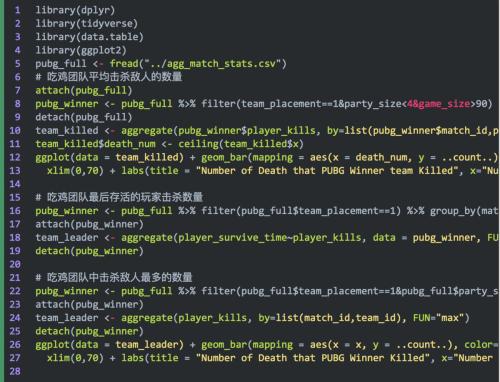 1 library(dplyr)
2 library(tidyverse)
3 library(data.table)
4 library(ggplot2)
5 pubg_full <- fread("../agg_match_stats.csv")
6 # 吃鸡团队平均击杀敌人的数量
7 attach(pubg_full)
8 pubg_winner <- pubg_full %>% filter(team_placement==1&party_size<4&game_size>90)
9 detach(pubg_full)
10 team_killed <- aggregate(pubg_winner$player_kills, by=list(pubg_winner$match_id,p
11 team_killed$death_num <- ceiling(team_killed$x)
12 ggplot(data = team_killed) + geom_bar(mapping = aes(x = death_num, y = ..count..)
13 xlim(0,70) + labs(title = "Number of Death that PUBG Winner team Killed", x="Nu
14
15 # 吃鸡团队最后存活的玩家击杀数量
16 pubg_winner <- pubg_full %>% filter(pubg_full$team_placement==1) %>% group_by(mat
17 attach(pubg_winner)
18 team_leader <- aggregate(player_survive_time~player_kills, data = pubg_winner, FU
19 detach(pubg_winner)
20
21 # 吃鸡团队中击杀敌人最多的数量
22 pubg_winner <- pubg_full %>% filter(pubg_full$team_placement==1&pubg_full$party_s
23 attach(pubg_winner)
24 team_leader <- aggregate(player_kills, by=list(match_id,team_id), FUN="max")
25 detach(pubg_winner)
26 ggplot(data = team_leader) + geom_bar(mapping = aes(x = x, y = ..count..), color=
27 xlim(0,70) + labs(title = "Number of Death that PUBG Winner Killed", x="Number
28